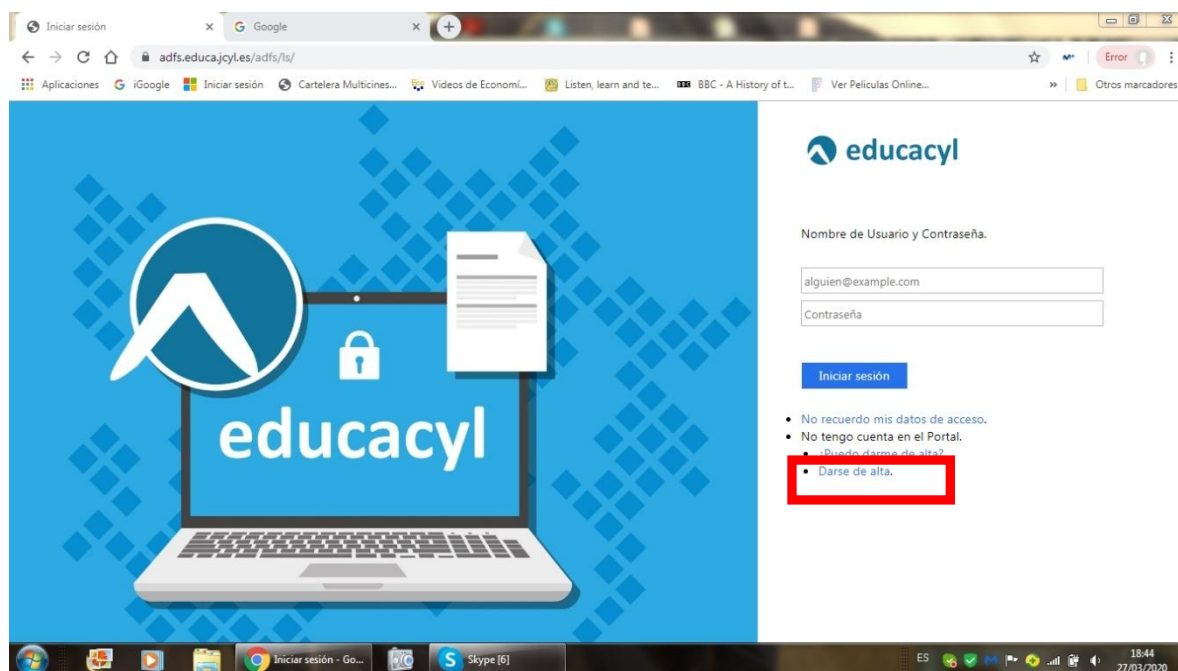 Iniciar sesión
Google
adfs.educa.jcyl.es/adfs/ls/
Error
Aplicaciones
iGoogle
Iniciar sesión
Cartelera Multicines...
Videos de Economí...
Listen, learn and te...
BBC - A History of t...
Ver Peliculas Online...
»
Otros marcadores
educacyl
Nombre de Usuario y Contraseña.
alguien@example.com
Contraseña
Iniciar sesión
No recuerdo mis datos de acceso.
No tengo cuenta en el Portal.
¿Puedo darme de alta?
Darse de alta.
educacyl
Iniciar sesión - Go...
Skype [6]
ES
18:44
27/03/2020